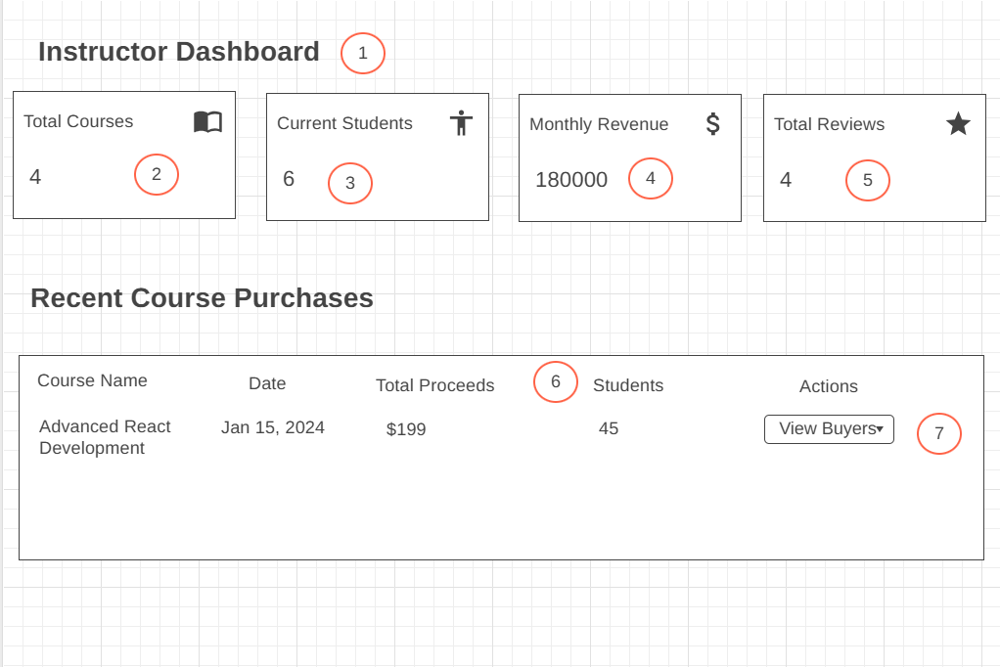 Instructor Dashboard 1
Total Courses
4 2
Current Students
6 3
Monthly Revenue $
180000 4
Total Reviews
4 5
Recent Course Purchases
Course Name Date Total Proceeds 6 Students Actions
Advanced React Jan 15, 2024 $199 45 View Buyers 7
Development